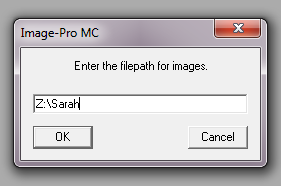 Image-Pro MC
Enter the filepath for images.
Z:\Sarah
OK
Cancel